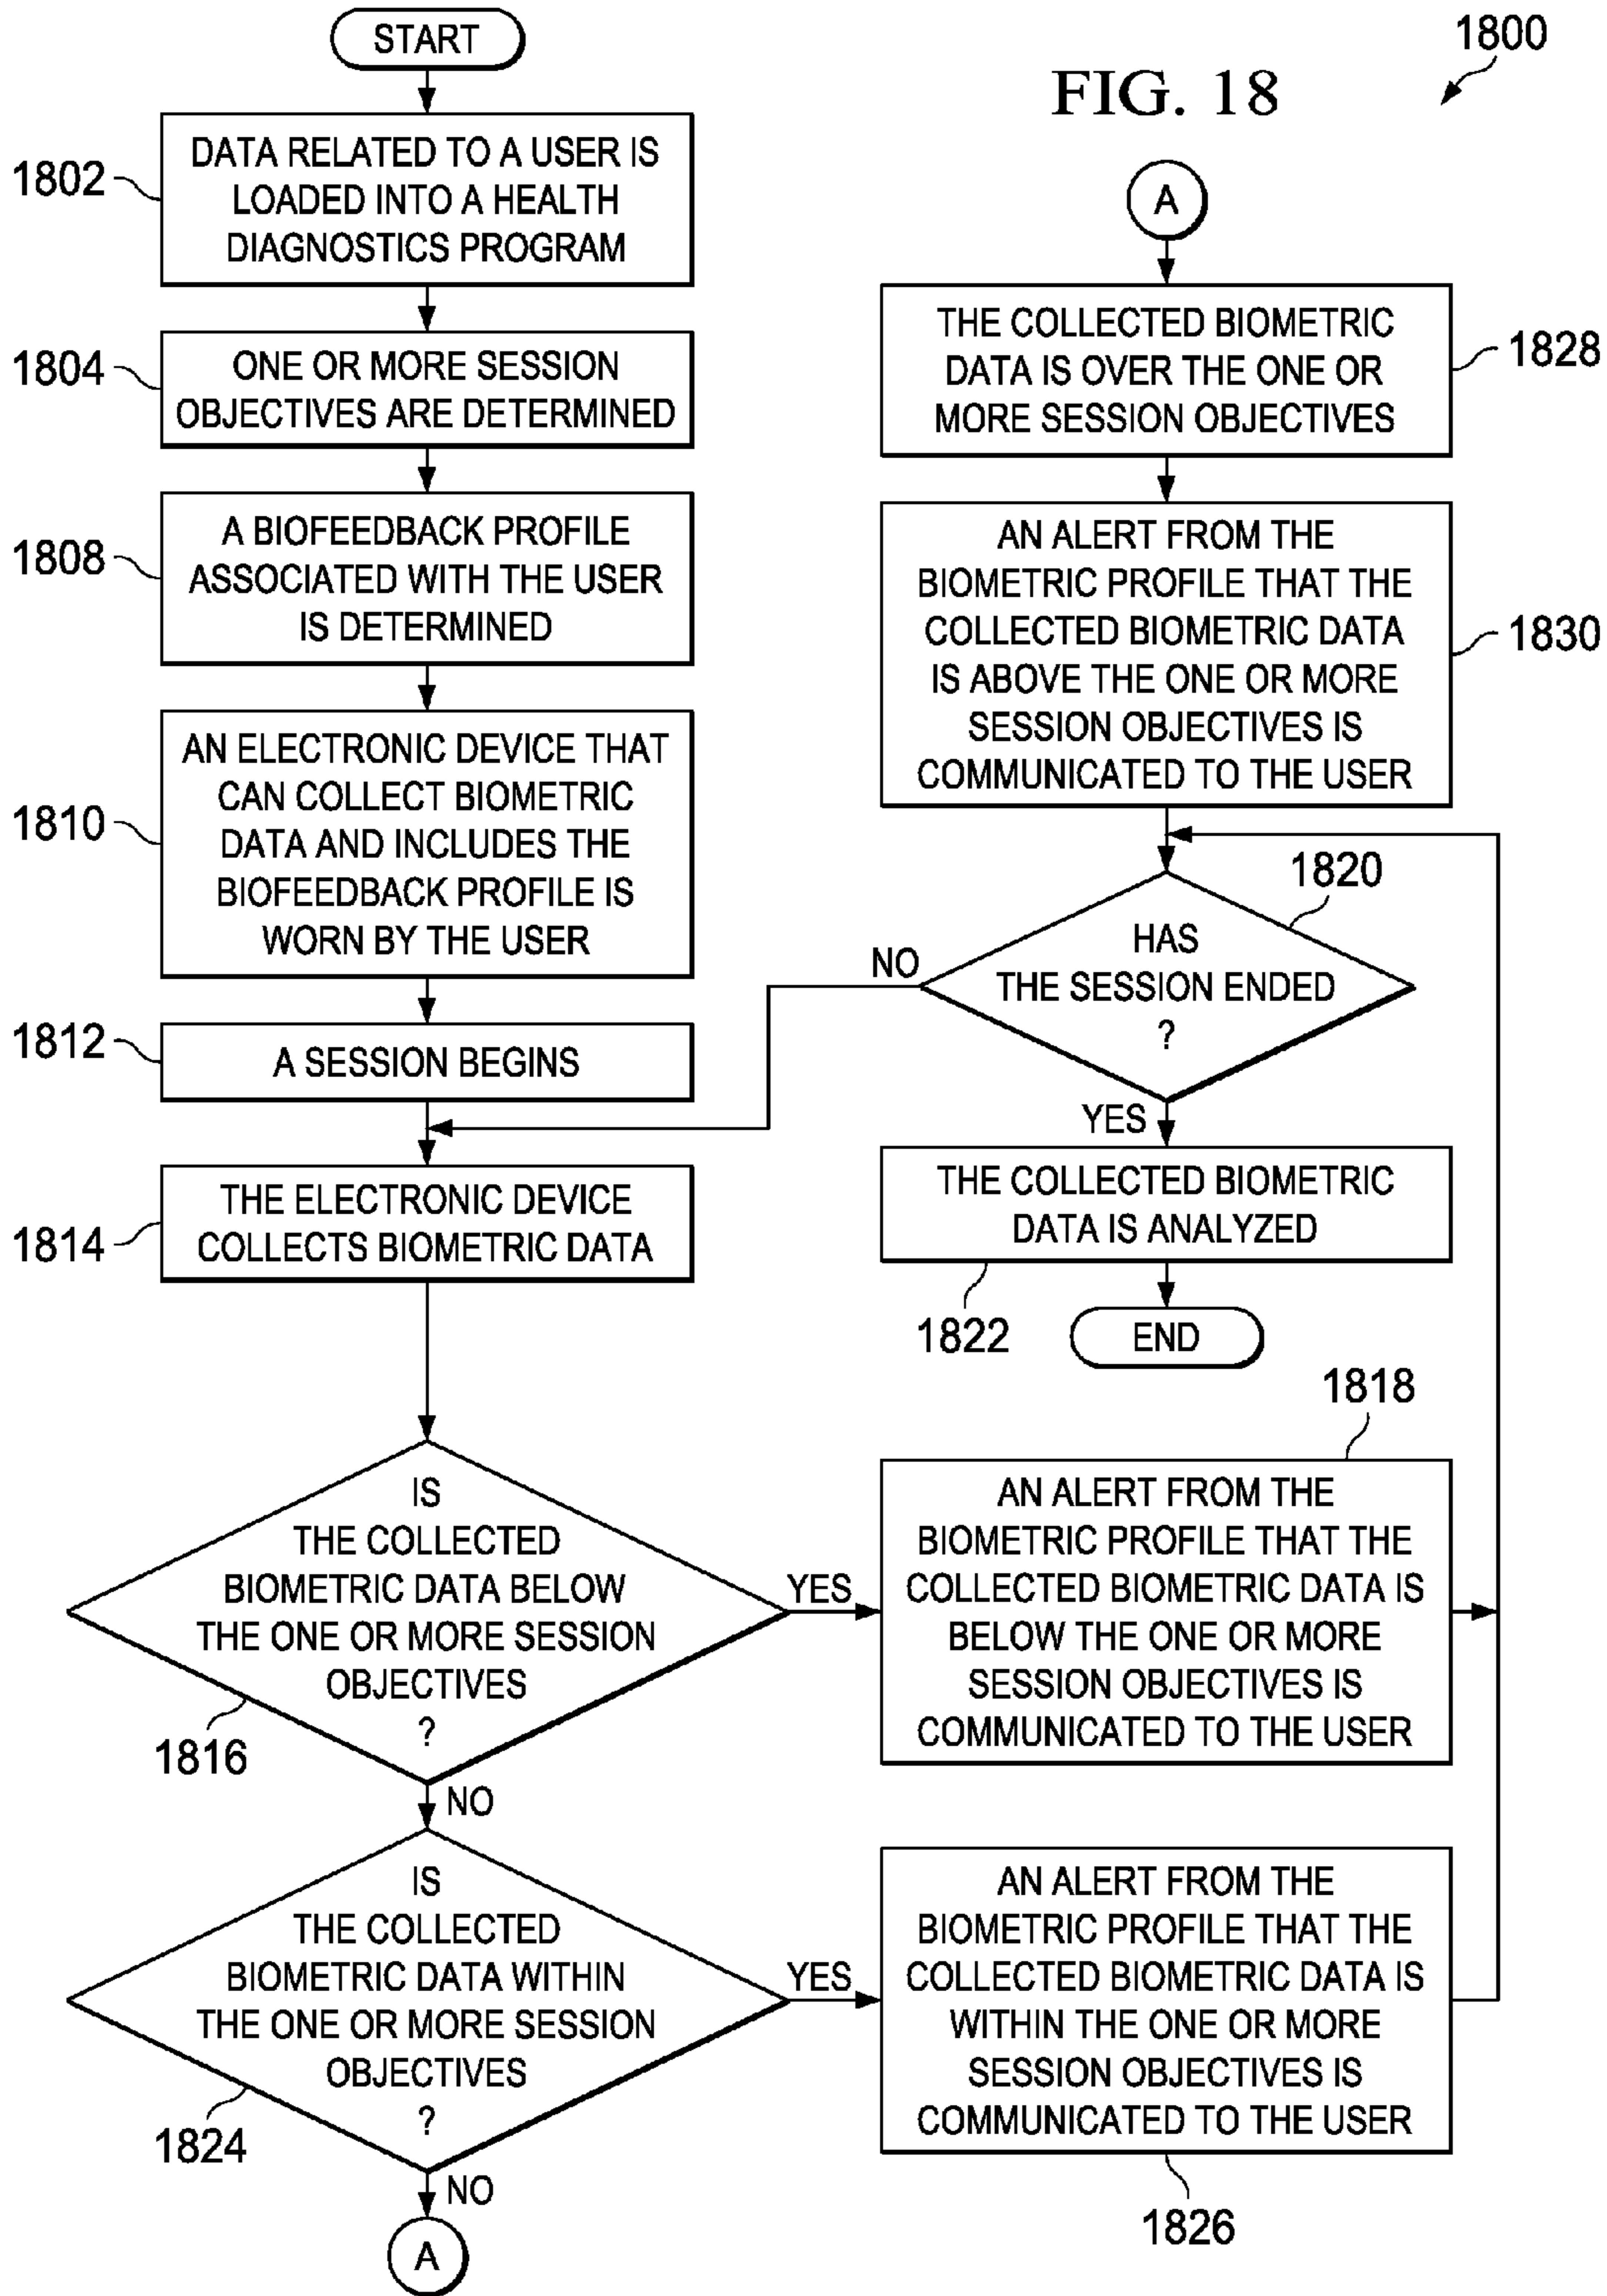 START
FIG. 18
1800
1802
DATA RELATED TO A USER IS
LOADED INTO A HEALTH
DIAGNOSTICS PROGRAM
1804
ONE OR MORE SESSION
OBJECTIVES ARE DETERMINED
1808
A BIOFEEDBACK PROFILE
ASSOCIATED WITH THE USER
IS DETERMINED
1810
AN ELECTRONIC DEVICE THAT
CAN COLLECT BIOMETRIC
DATA AND INCLUDES THE
BIOFEEDBACK PROFILE IS
WORN BY THE USER
1812
A SESSION BEGINS
1814
THE ELECTRONIC DEVICE
COLLECTS BIOMETRIC DATA
IS
THE COLLECTED
BIOMETRIC DATA BELOW
THE ONE OR MORE SESSION
OBJECTIVES
?
1816
YES
NO
1818
AN ALERT FROM THE
BIOMETRIC PROFILE THAT THE
COLLECTED BIOMETRIC DATA IS
BELOW THE ONE OR MORE
SESSION OBJECTIVES IS
COMMUNICATED TO THE USER
IS
THE COLLECTED
BIOMETRIC DATA WITHIN
THE ONE OR MORE SESSION
OBJECTIVES
?
1824
YES
NO
A
AN ALERT FROM THE
BIOMETRIC PROFILE THAT THE
COLLECTED BIOMETRIC DATA IS
WITHIN THE ONE OR MORE
SESSION OBJECTIVES IS
COMMUNICATED TO THE USER
1826
A
THE COLLECTED BIOMETRIC
DATA IS OVER THE ONE OR
MORE SESSION OBJECTIVES
1828
AN ALERT FROM THE
BIOMETRIC PROFILE THAT THE
COLLECTED BIOMETRIC DATA
IS ABOVE THE ONE OR MORE
SESSION OBJECTIVES IS
COMMUNICATED TO THE USER
1830
1820
HAS
THE SESSION ENDED
?
NO
YES
THE COLLECTED BIOMETRIC
DATA IS ANALYZED
1822
END